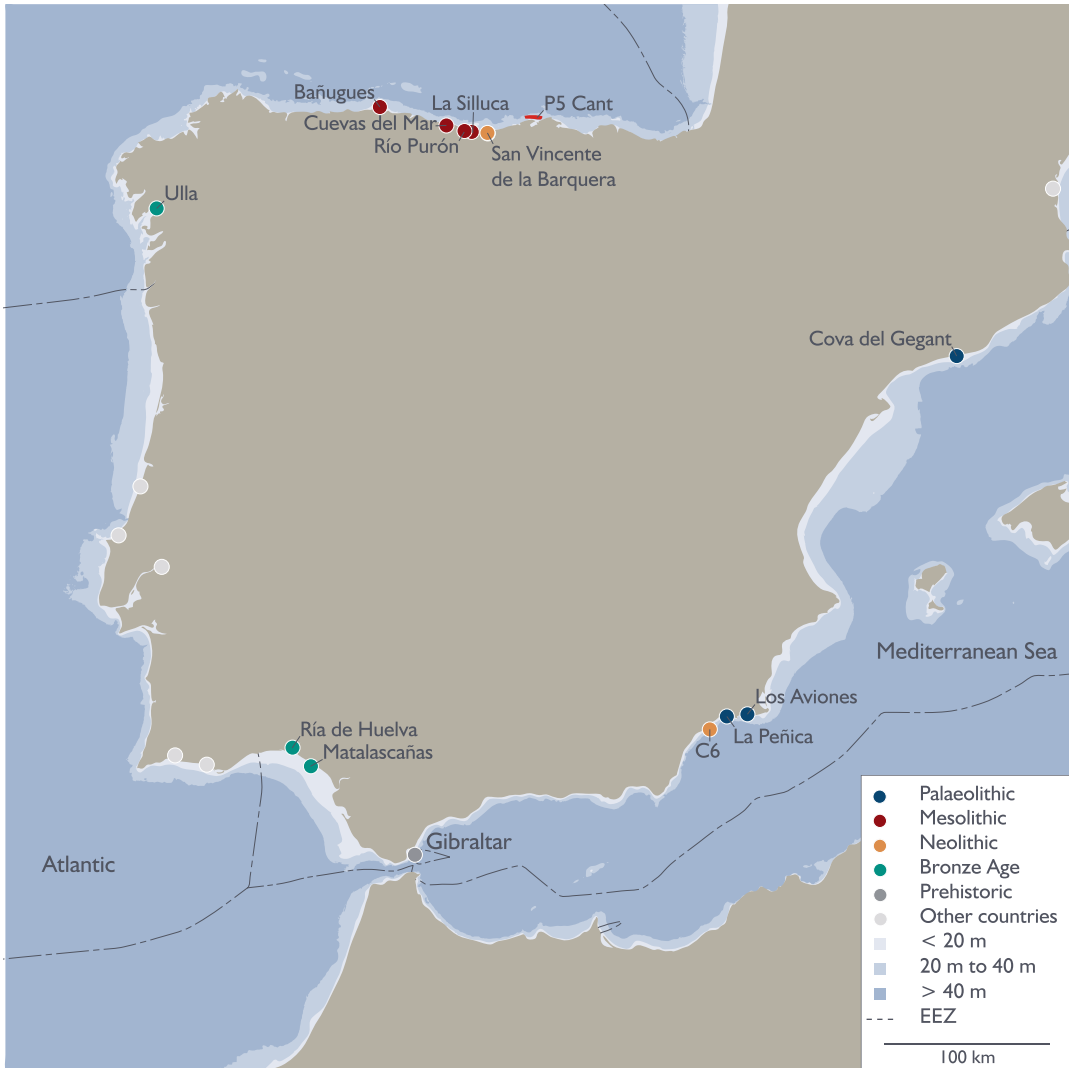 Bañugues
La Silluca
P5 Cant
Cuevas del Mar
Río Purón
San Vincente
de la Barquera
Ulla
Cova del Gegant
Mediterranean Sea
Los Aviones
La Peñica
C6
Ría de Huelva
Matalascañas
Gibraltar
Atlantic
Palaeolithic
Mesolithic
Neolithic
Bronze Age
Prehistoric
Other countries
< 20 m
20 m to 40 m
> 40 m
EEZ
100 km